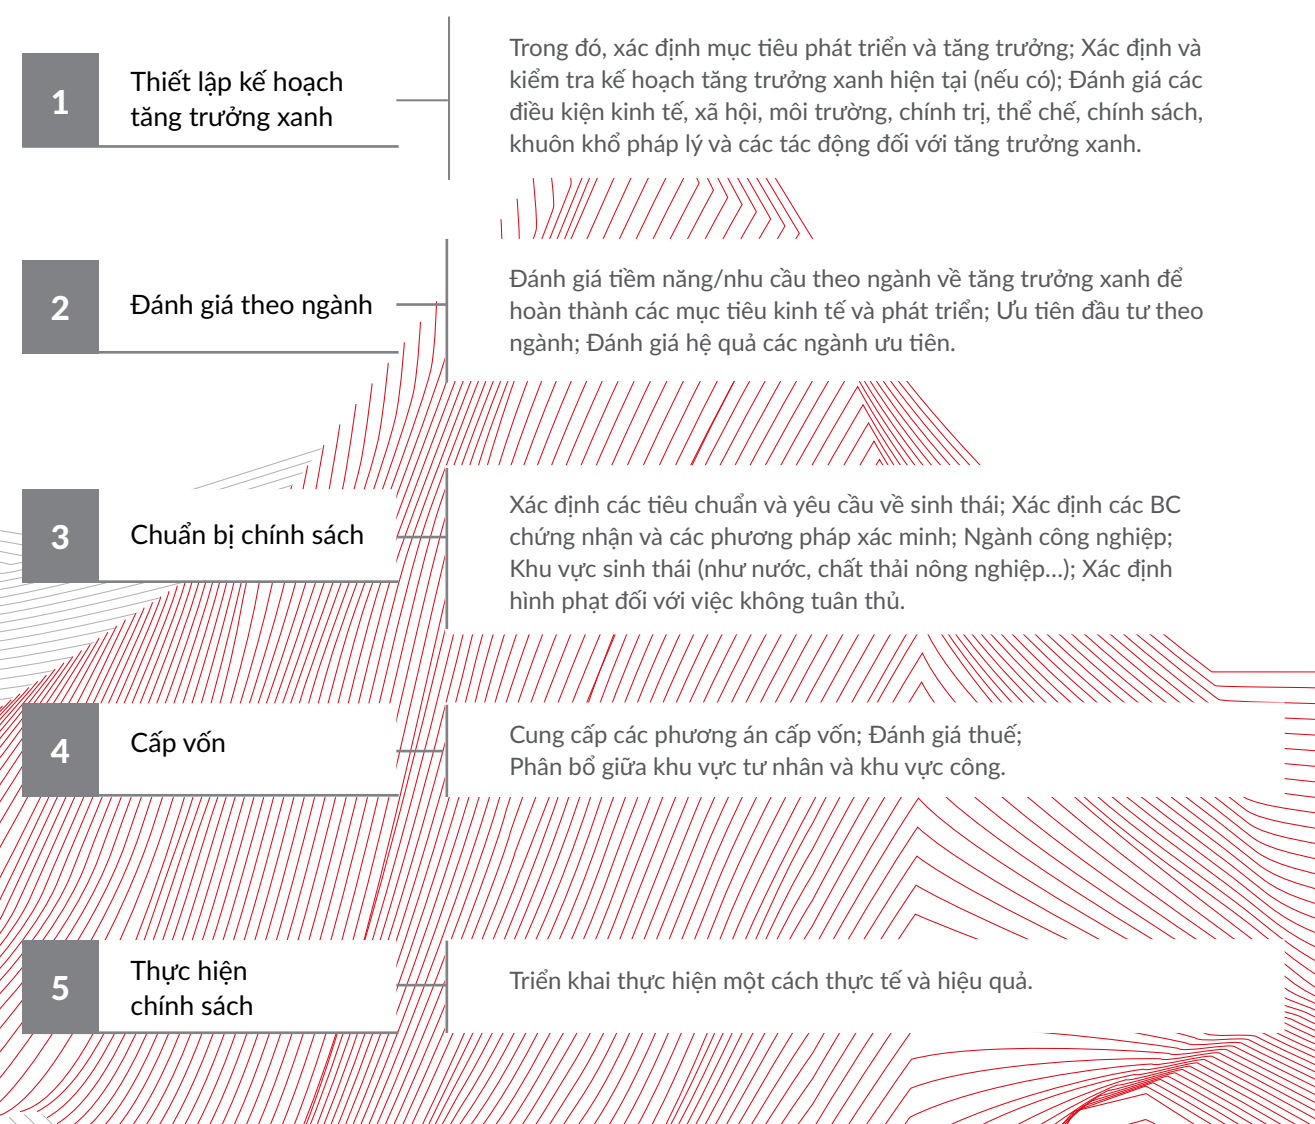 1
Thiết lập kế hoạch
tăng trưởng xanh
Trong đó, xác định mục tiêu phát triển và tăng trưởng; Xác định và
kiểm tra kế hoạch tăng trưởng xanh hiện tại (nếu có); Đánh giá các
điều kiện kinh tế, xã hội, môi trường, chính trị, thể chế, chính sách,
khuôn khổ pháp lý và các tác động đối với tăng trưởng xanh.
2
Đánh giá theo ngành
Đánh giá tiềm năng/nhu cầu theo ngành về tăng trưởng xanh để
hoàn thành các mục tiêu kinh tế và phát triển; Ưu tiên đầu tư theo
ngành; Đánh giá hệ quả các ngành ưu tiên.
3
Chuẩn bị chính sách
Xác định các tiêu chuẩn và yêu cầu về sinh thái; Xác định các BC
chứng nhận và các phương pháp xác minh; Ngành công nghiệp;
Khu vực sinh thái (như nước, chất thải nông nghiệp...); Xác định
hình phạt đối với việc không tuân thủ.
4
Cấp vốn
Cung cấp các phương án cấp vốn; Đánh giá thuế;
Phân bổ giữa khu vực tư nhân và khu vực công.
5
Thực hiện
chính sách
Triển khai thực hiện một cách thực tế và hiệu quả.